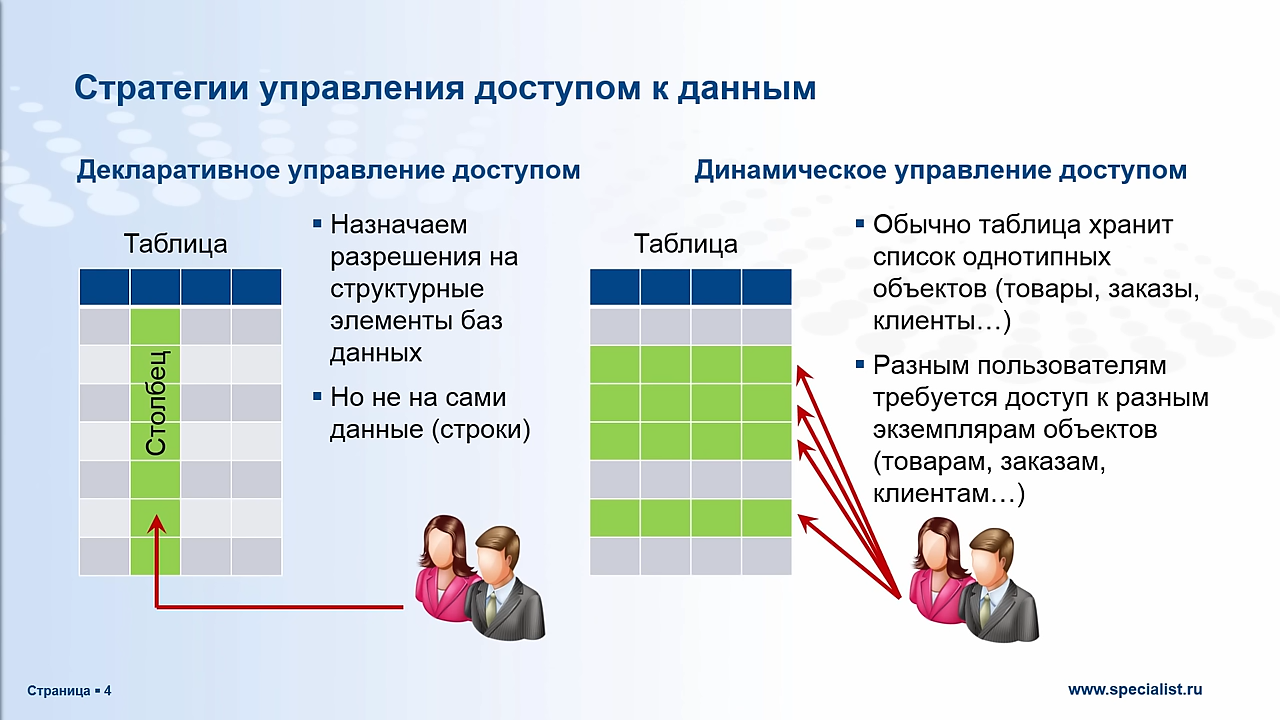 Стратегии управления доступом к данным
Декларативное управление доступом
Таблица
Столбец
▪ Назначаем
разрешения на
структурные
элементы баз
данных
▪ Но не на сами
данные (строки)
Динамическое управление доступом
Таблица
▪ Обычно таблица хранит
список однотипных
объектов (товары, заказы,
клиенты…)
▪ Разным пользователям
требуется доступ к разным
экземплярам объектов
(товарам, заказам,
клиентам…)
Страница ▪ 4
www.specialist.ru